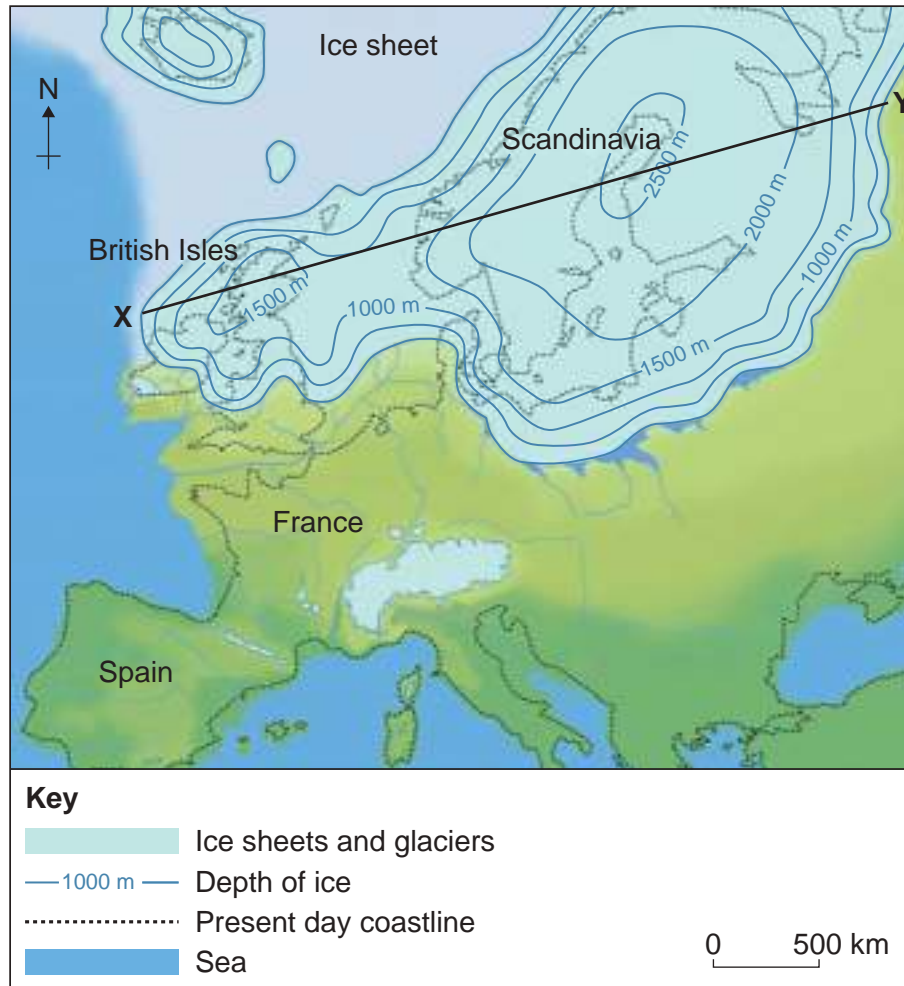 Ice sheet
N
Y
Scandinavia
2500 m
2000 m
British Isles
1000 m
1500 m
X
1000 m
1500 m
France
Spain
Key
Ice sheets and glaciers
1000 m Depth of ice
Present day coastline
Sea
0 500 km